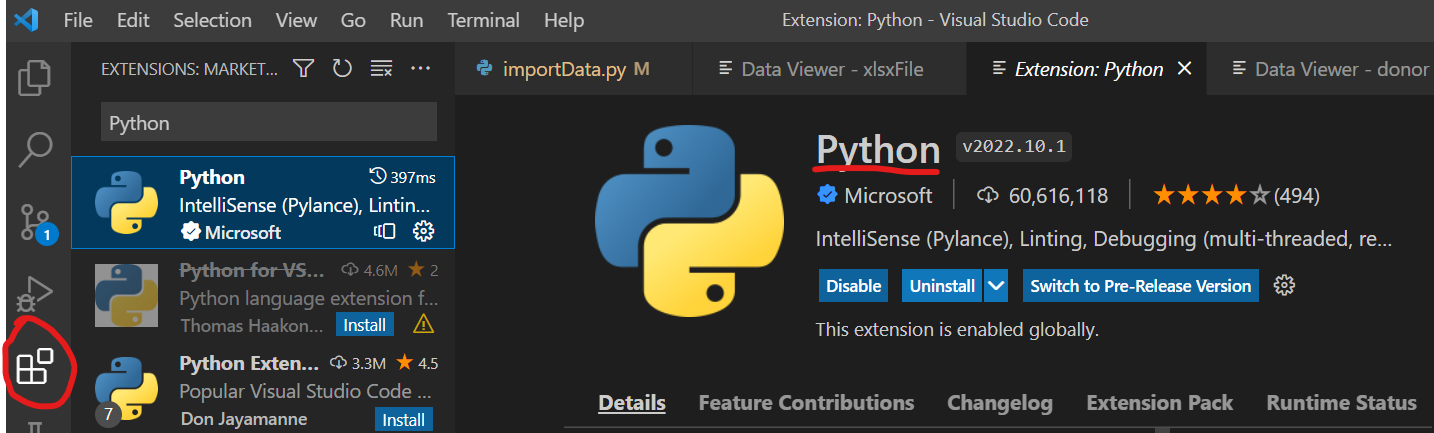 File Edit Selection View Go Run Terminal Help Extension: Python - Visual Studio Code
EXTENSIONS: MARKET...
importData.py M
Data Viewer - xlsxFile
Extension: Python
Data Viewer - donor
Python
Python 397ms
IntelliSense (Pylance), Lintin...
Microsoft
1
Python for VS... 4.6M 2
Python language extension f...
Thomas Haakon... Install
Python Exten... 3.3M 4.5
Popular Visual Studio Code ...
7
Don Jayamanne Install
Python v2022.10.1
Microsoft 60,616,118 (494)
IntelliSense (Pylance), Linting, Debugging (multi-threaded, re...
Disable Uninstall Switch to Pre-Release Version
This extension is enabled globally.
Details Feature Contributions Changelog Extension Pack Runtime Status